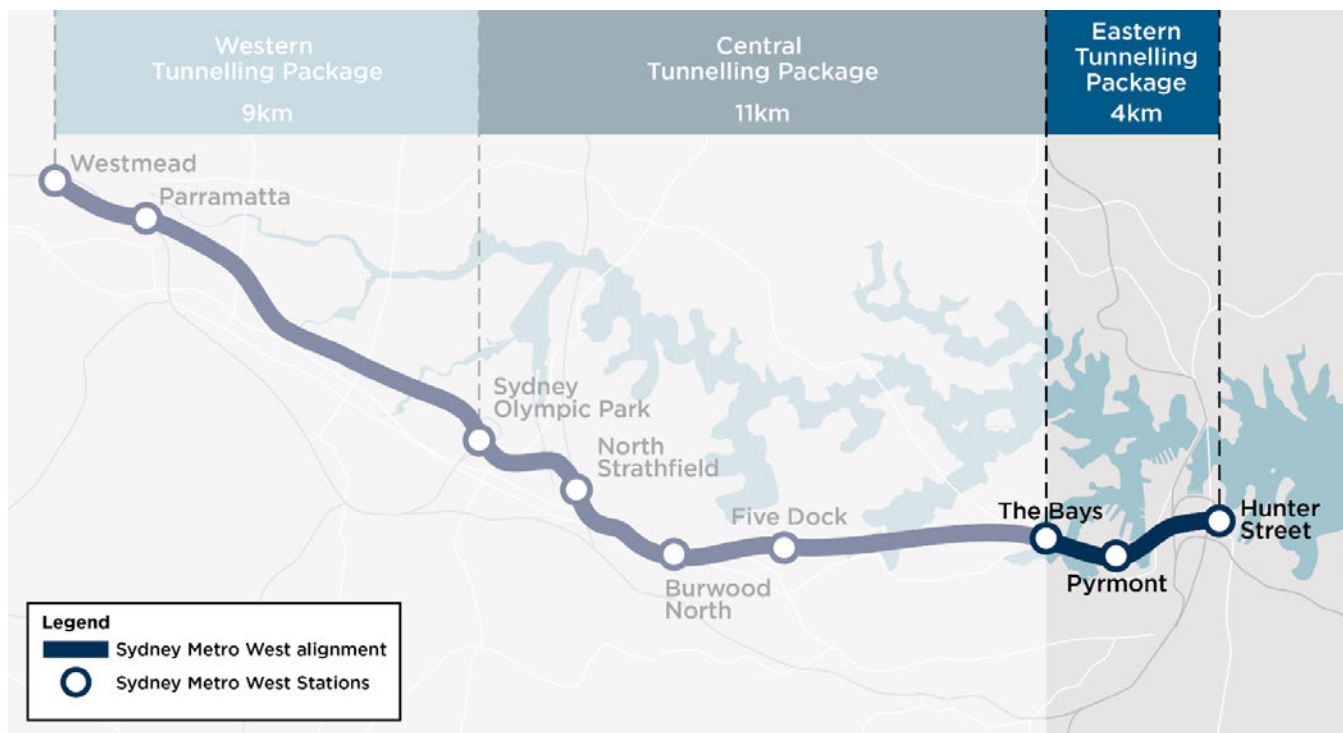 Western
Tunnelling Package
9km
Central
Tunnelling Package
11km
Eastern
Tunnelling
Package
4km
Westmead
Parramatta
Sydney
Olympic Park
North
Strathfield
Five Dock
Burwood
North
The Bays
Pyrmont
Hunter
Street
Legend
Sydney Metro West alignment
Sydney Metro West Stations